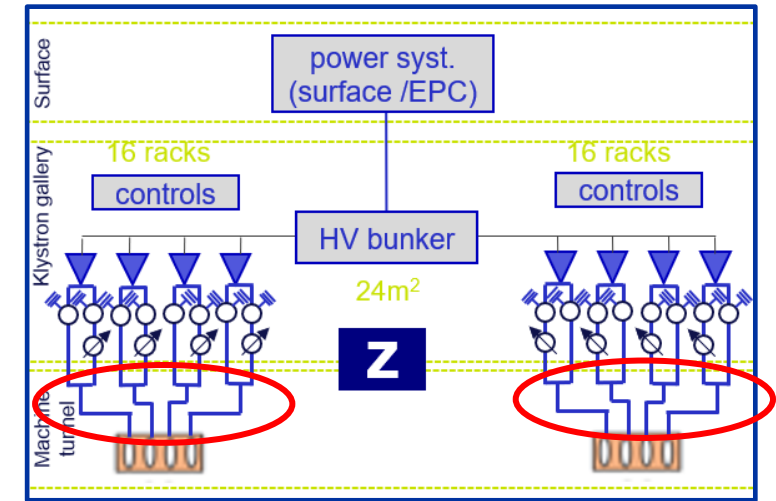 Surface
power syst.
(surface /EPC)
Klystron gallery
16 racks
16 racks
controls
controls
HV bunker
24m²
Z
Machine
tunnel